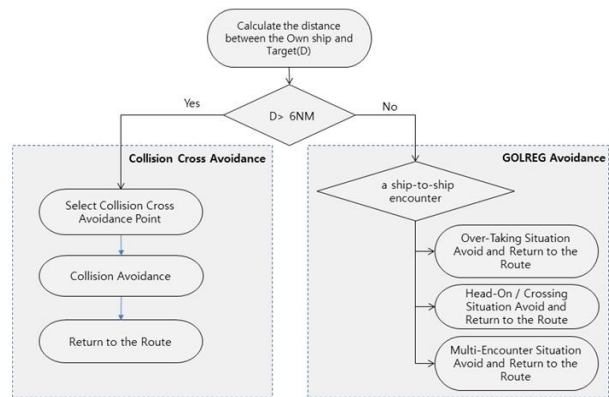 Calculate the distance
between the Own ship and
Target(D)
Yes
D> 6NM
No
Collision Cross Avoidance
Select Collision Cross
Avoidance Point
Collision Avoidance
Return to the Route
GOLREG Avoidance
a ship-to-ship
encounter
Over-Taking Situation
Avoid and Return to the
Route
Head-On / Crossing
Situation Avoid and
Return to the Route
Multi-Encounter Situation
Avoid and Return to the
Route